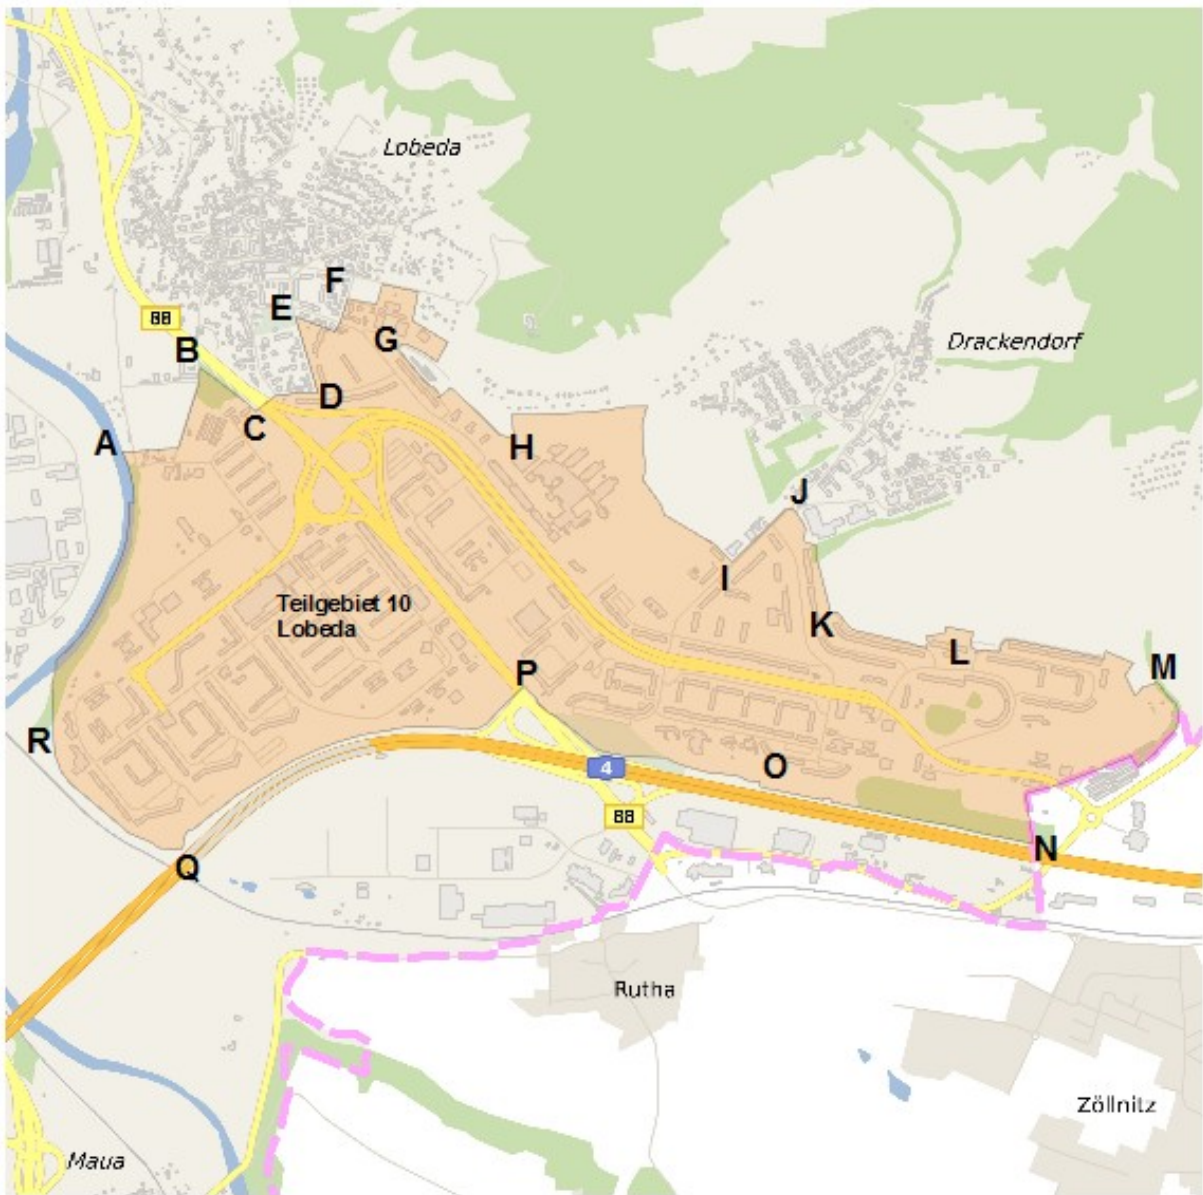 Lobeda
F
E
88
G
B
Drackendorf
D
C
A
H
J
I
Teilgebiet 10
Lobeda
K
L
M
P
R
O
4
88
N
Q
Rutha
Zöllnitz
Maua